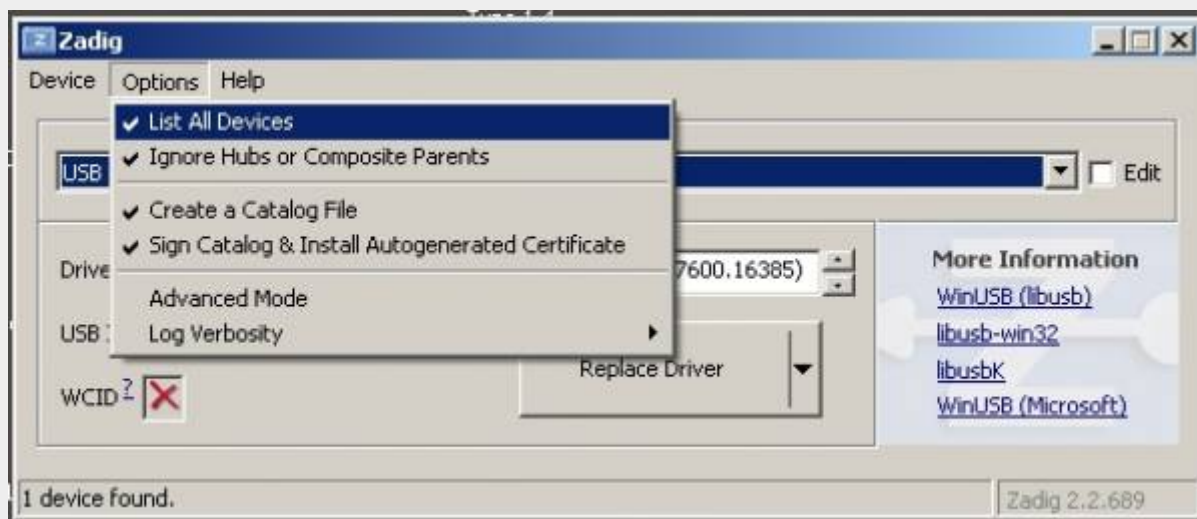 Zadig
Device Options Help
List All Devices
Ignore Hubs or Composite Parents
USB
Edit
Create a Catalog File
Sign Catalog & Install Autogenerated Certificate
7600.16385)
Advanced Mode
Log Verbosity
USB
Replace Driver
WCID ?
More Information
WinUSB (libusb)
libusb-win32
libusbK
WinUSB (Microsoft)
1 device found.
Zadig 2.2.689